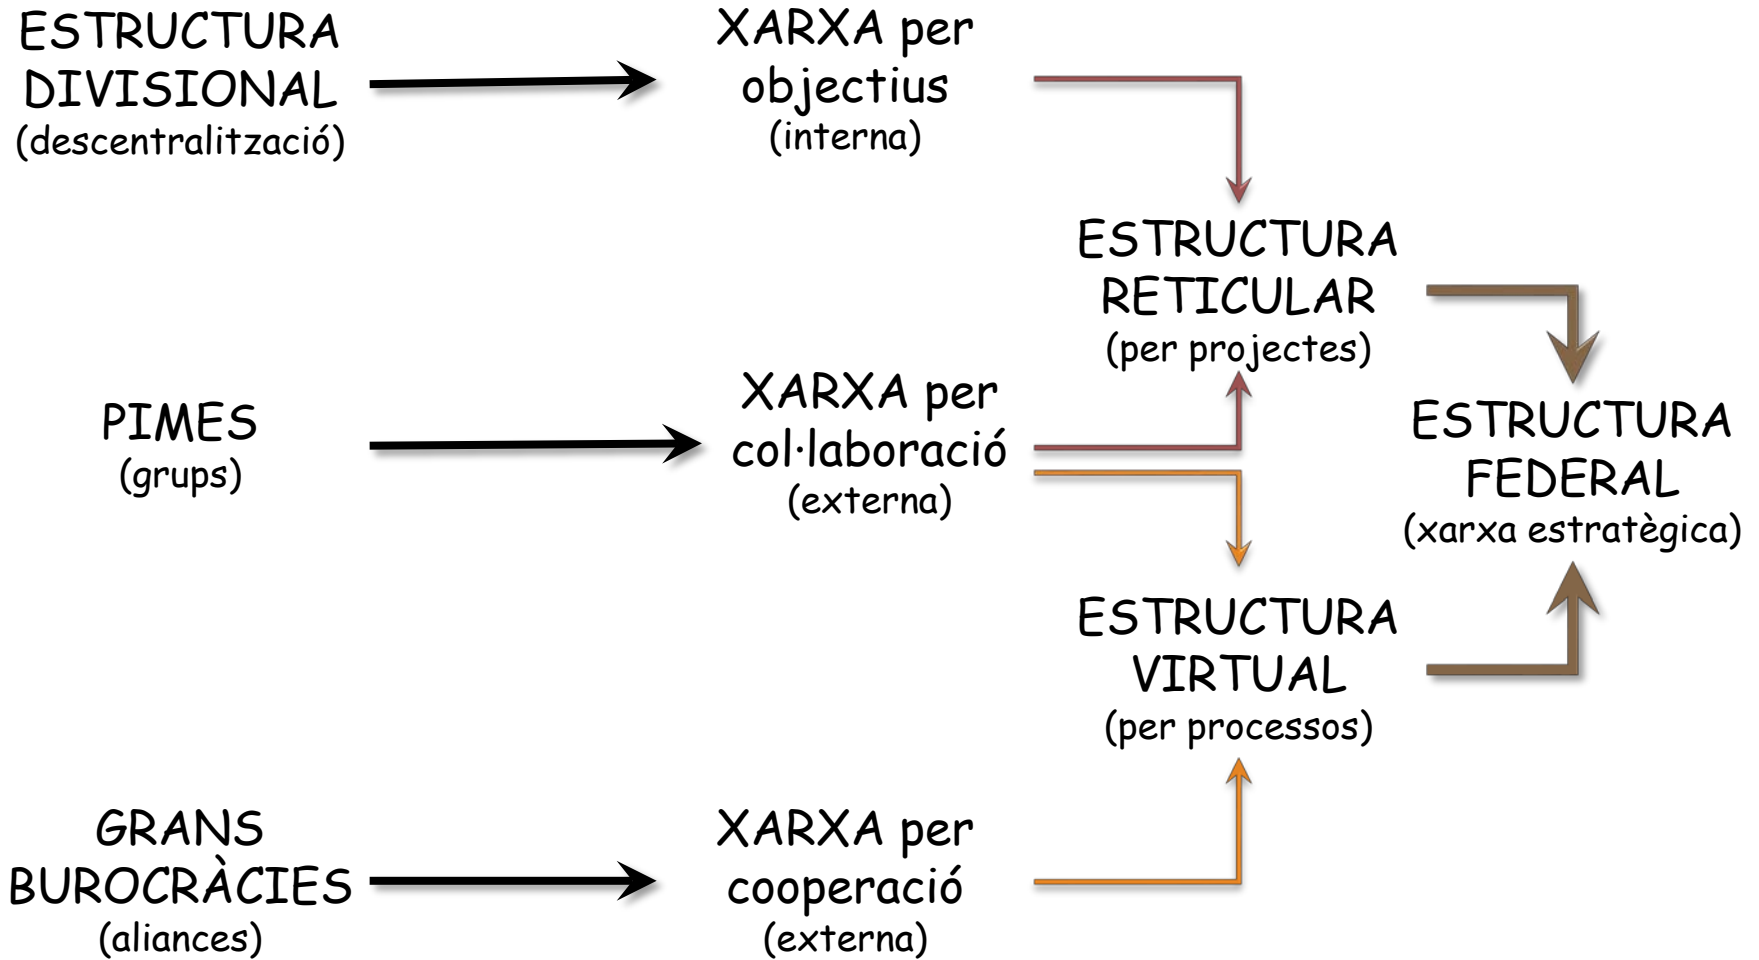 ESTRUCTURA
DIVISIONAL
(descentralització)
XARXA per
objectius
(interna)
ESTRUCTURA
RETICULAR
(per projectes)
PIMES
(grups)
XARXA per
col·laboració
(externa)
ESTRUCTURA
FEDERAL
(xarxa estratègica)
ESTRUCTURA
VIRTUAL
(per processos)
GRANS
BUROCRÀCIES
(aliances)
XARXA per
cooperació
(externa)